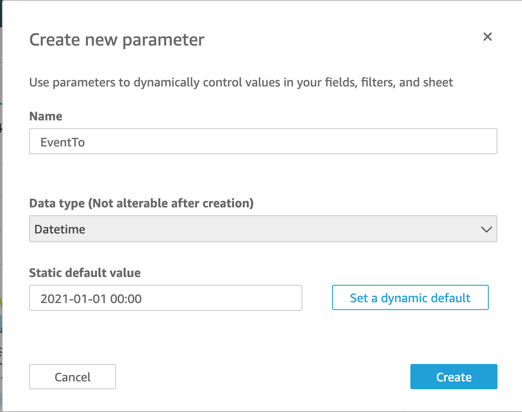 Create new parameter
Use parameters to dynamically control values in your fields, filters, and sheet
Name
EventTo
Data type (Not alterable after creation)
Datetime
Static default value
2021-01-01 00:00
Set a dynamic default
Cancel
Create